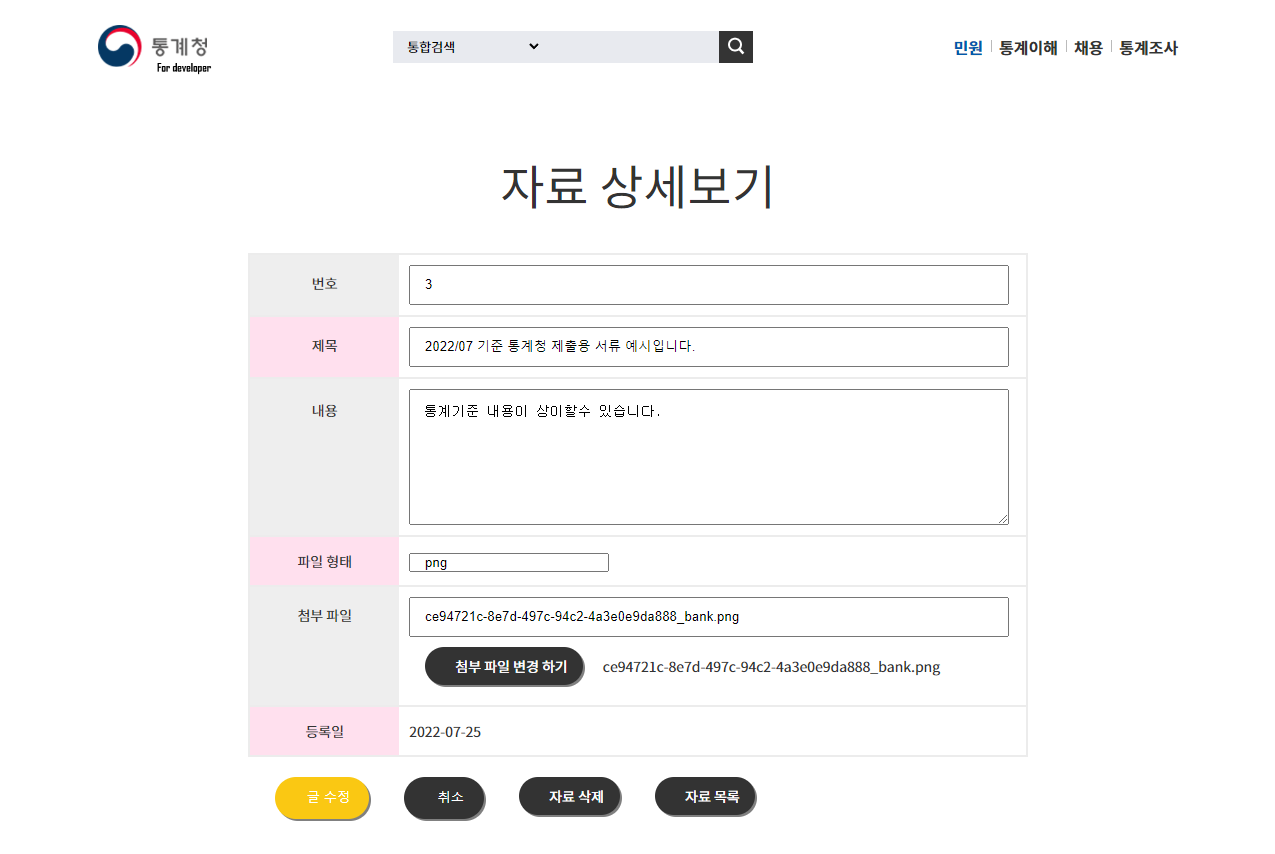 통계청
For developer
통합검색
민원 통계이해 채용 통계조사
자료 상세보기
번호 3
제목 2022/07 기준 통계청 제출용 서류 예시입니다.
내용 통계기준 내용이 상이할수 있습니다.
파일 형태 png
첨부 파일 ce94721c-8e7d-497c-94c2-4a3e0e9da888_bank.png
첨부 파일 변경 하기 ce94721c-8e7d-497c-94c2-4a3e0e9da888_bank.png
등록일 2022-07-25
글 수정 취소 자료 삭제 자료 목록